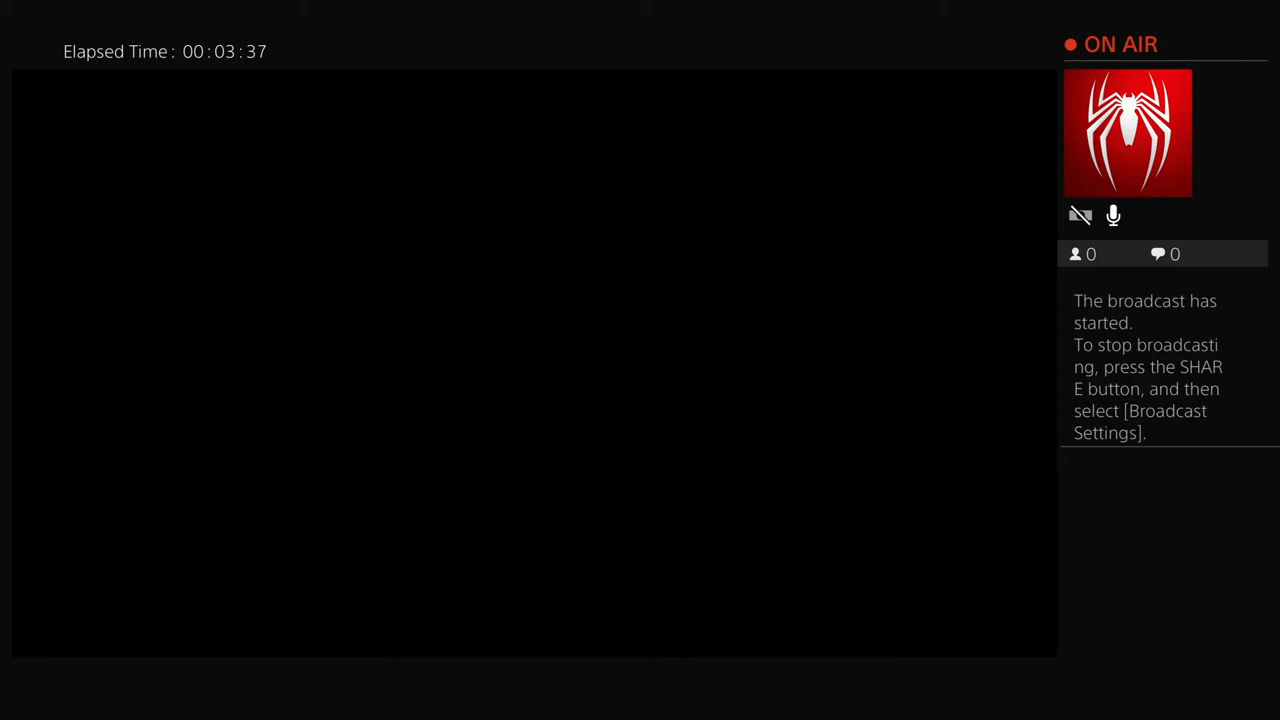 Elapsed Time: 00:03:37
ON AIR
0 0
The broadcast has
started.
To stop broadcasti
ng, press the SHAR
E button, and then
select [Broadcast
Settings].